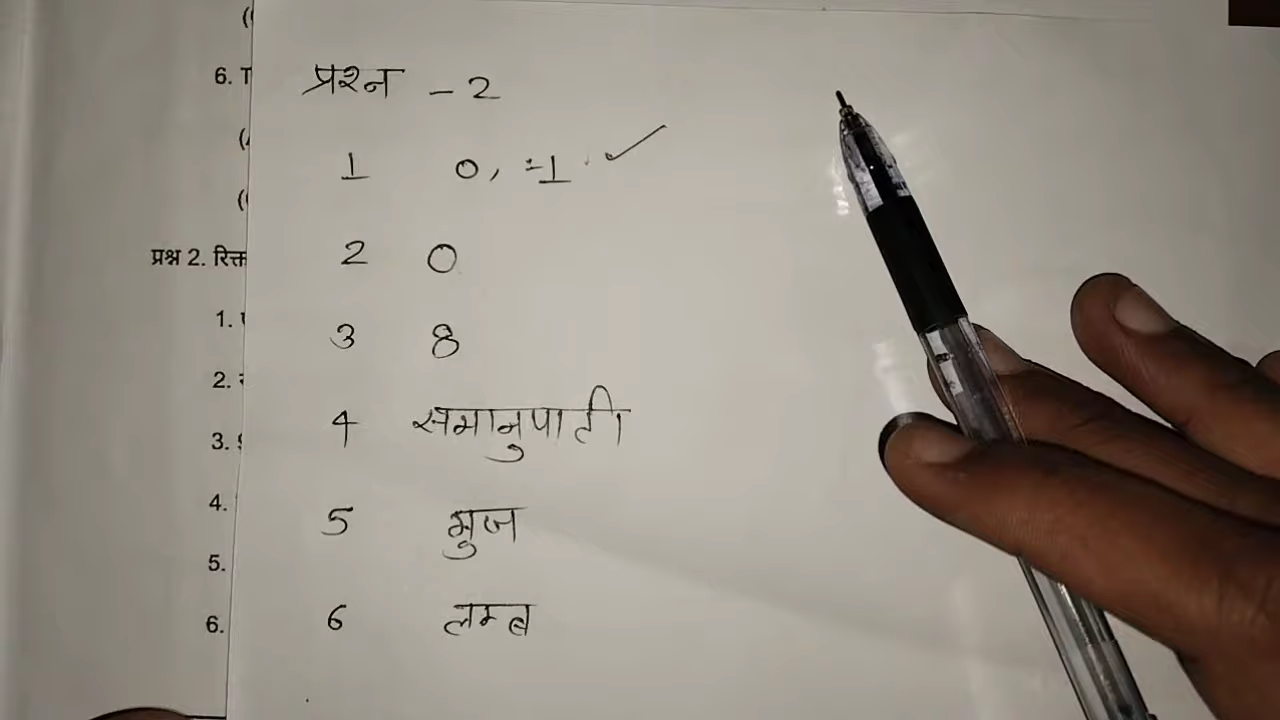 (
6. T
(
(
प्रश्न 2. रिक्त
1.
2.
3.
4.
5.
6.
प्रश्न - 2
1 0, ±1 ✓
2 0
3 8
4 समानुपाती
5 भुज
6 लम्ब